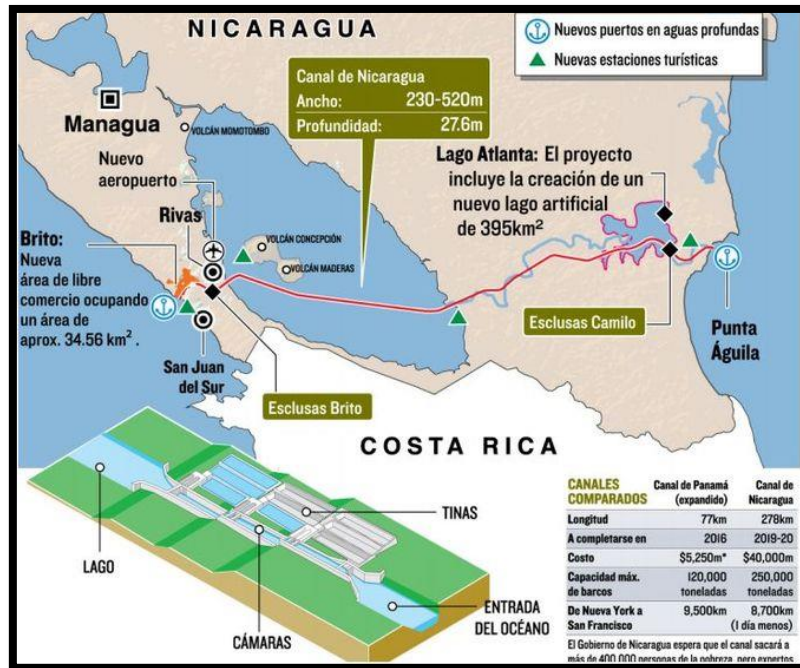 NICARAGUA
Nuevos puertos en aguas profundas
Nuevas estaciones turísticas
Managua
VOLCÁN MOMOTOMBO
Nuevo
aeropuerto
Canal de Nicaragua
Ancho: 230-520m
Profundidad: 27.6m
Lago Atlanta: El proyecto
incluye la creación de un
nuevo lago artificial
de 395km²
Rivas
VOLCÁN CONCEPCIÓN
VOLCÁN MADERAS
Brito:
Nueva
área de libre
comercio ocupando
un área de
aprox. 34.56 km² .
San Juan
del Sur
Esclusas Brito
Esclusas Camilo
Punta
Águila
COSTA RICA
LAGO
TINAS
CÁMARAS
ENTRADA
DEL OCÉANO
CANALES COMPARADOS
Canal de Panamá (expandido)
Canal de Nicaragua
Longitud 77km 278km
A completarse en 2016 2019-20
Costo $5,250m* $40,000m
Capacidad máx. 120,000 250,000
de barcos toneladas toneladas
De Nueva York a 9,500km 8,700km
San Francisco (1 día menos)
El Gobierno de Nicaragua espera que el canal sacará a
más de 400,000 personas de la pobreza, pero expertos